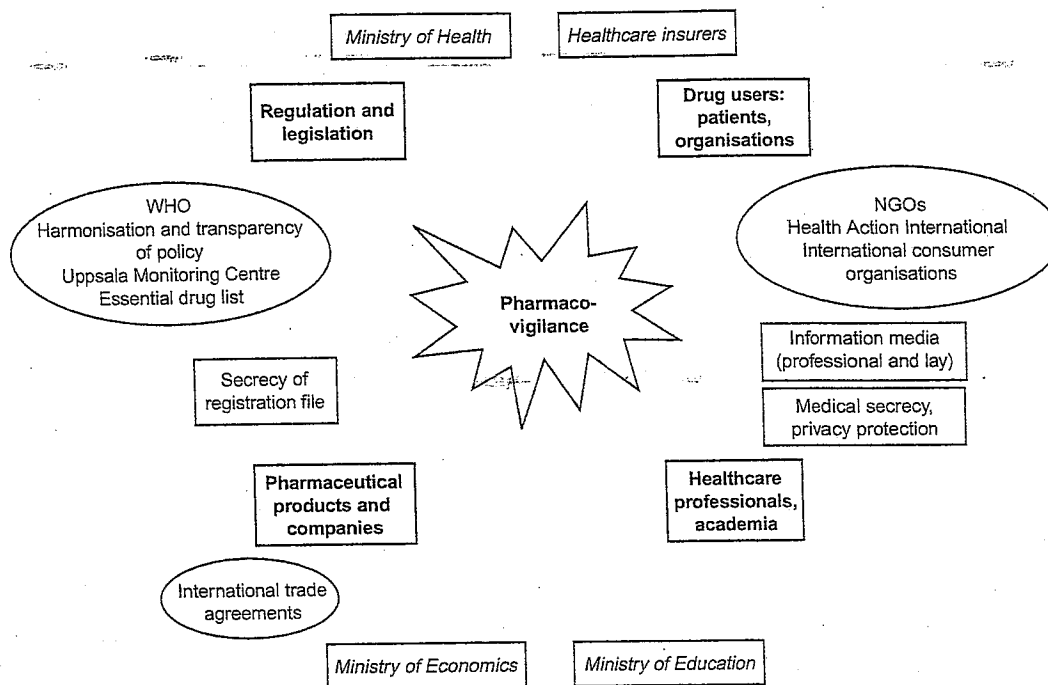 Ministry of Health
Healthcare insurers
Regulation and
legislation
Drug users:
patients,
organisations
WHO
Harmonisation and transparency
of policy
Uppsala Monitoring Centre
Essential drug list
NGOs
Health Action International
International consumer
organisations
Pharmaco-
vigilance
Information media
(professional and lay)
Secrecy of
registration file
Medical secrecy,
privacy protection
Pharmaceutical
products and
companies
Healthcare
professionals,
academia
International trade
agreements
Ministry of Economics
Ministry of Education